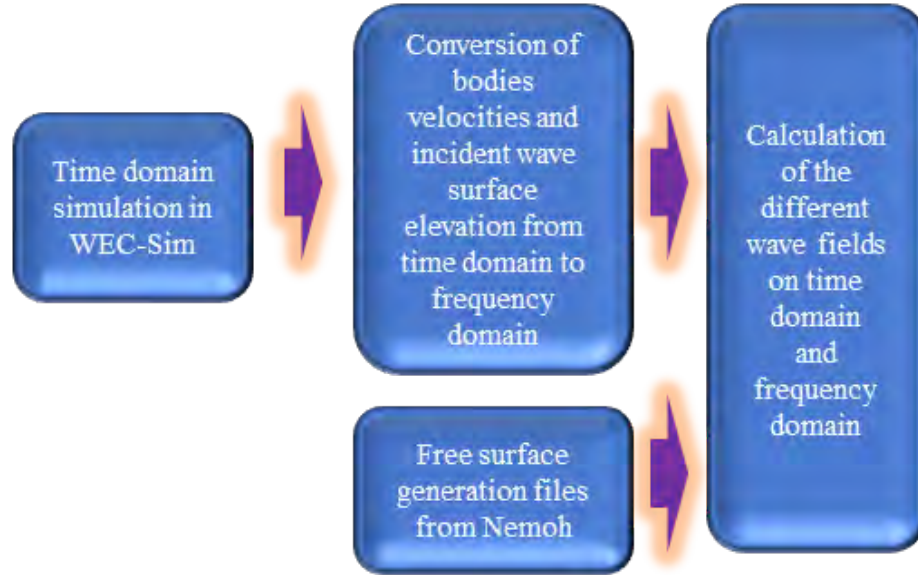 Time domain
simulation in
WEC-Sim
Conversion of
bodies
velocities and
incident wave
surface
elevation from
time domain to
frequency
domain
Free surface
generation files
from Nemoh
Calculation
of the
different
wave fields
on time
domain
and
frequency
domain